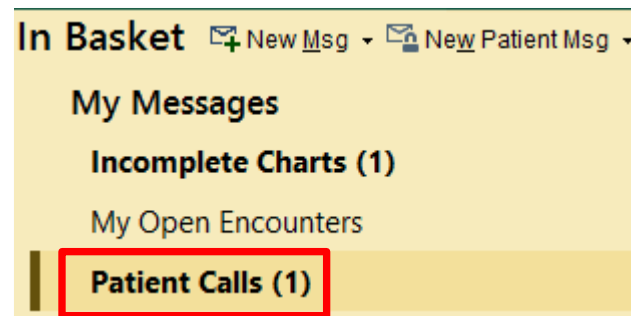 In Basket New Msg New Patient Msg
My Messages
Incomplete Charts (1)
My Open Encounters
Patient Calls (1)